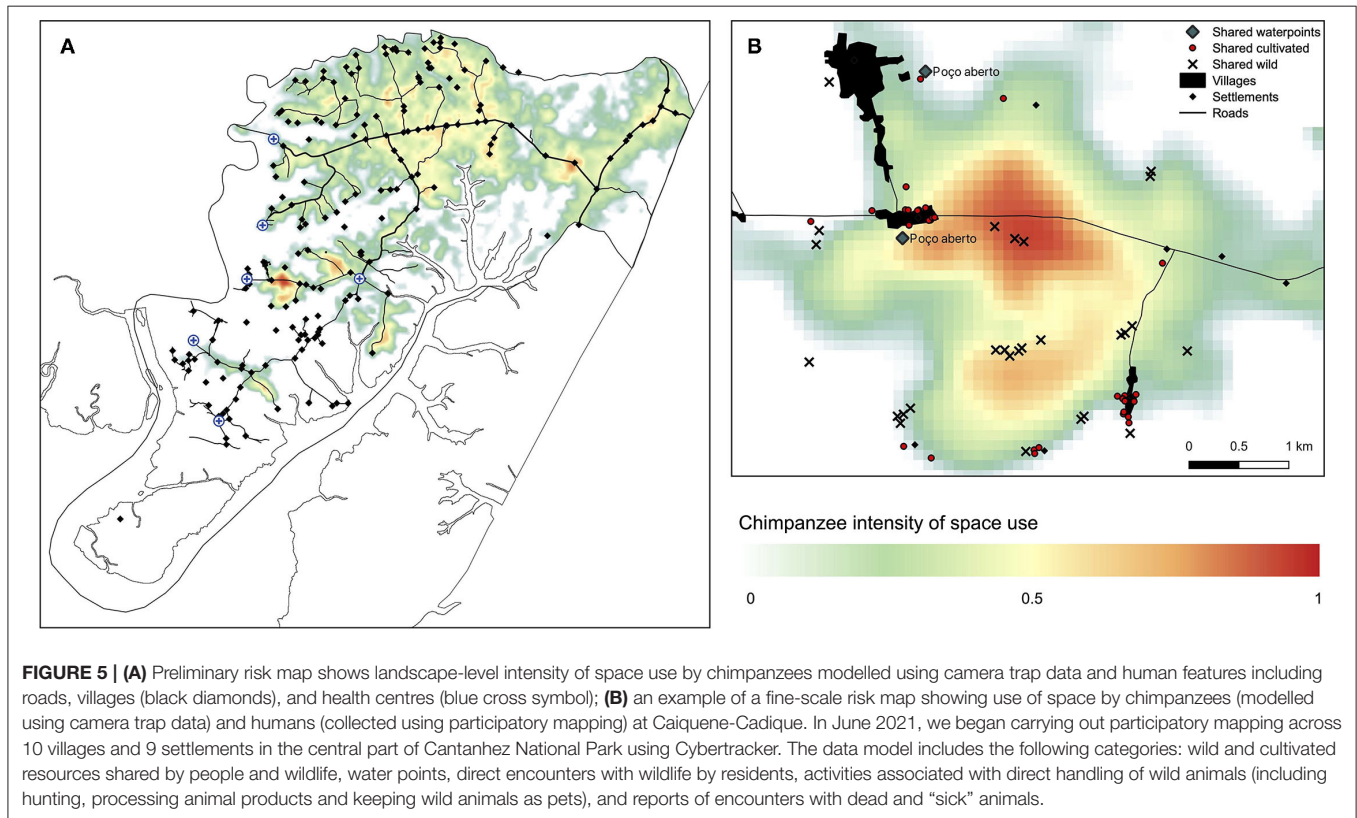 A
B
Shared waterpoints
Shared cultivated
Shared wild
Villages
Settlements
Roads
Poço aberto
Poço aberto
0 0.5 1 km
Chimpanzee intensity of space use
0 0.5 1
FIGURE 5 | (A) Preliminary risk map shows landscape-level intensity of space use by chimpanzees modelled using camera trap data and human features including
roads, villages (black diamonds), and health centres (blue cross symbol); (B) an example of a fine-scale risk map showing use of space by chimpanzees (modelled
using camera trap data) and humans (collected using participatory mapping) at Caiquene-Cadique. In June 2021, we began carrying out participatory mapping across
10 villages and 9 settlements in the central part of Cantanhez National Park using Cybertracker. The data model includes the following categories: wild and cultivated
resources shared by people and wildlife, water points, direct encounters with wildlife by residents, activities associated with direct handling of wild animals (including
hunting, processing animal products and keeping wild animals as pets), and reports of encounters with dead and “sick” animals.